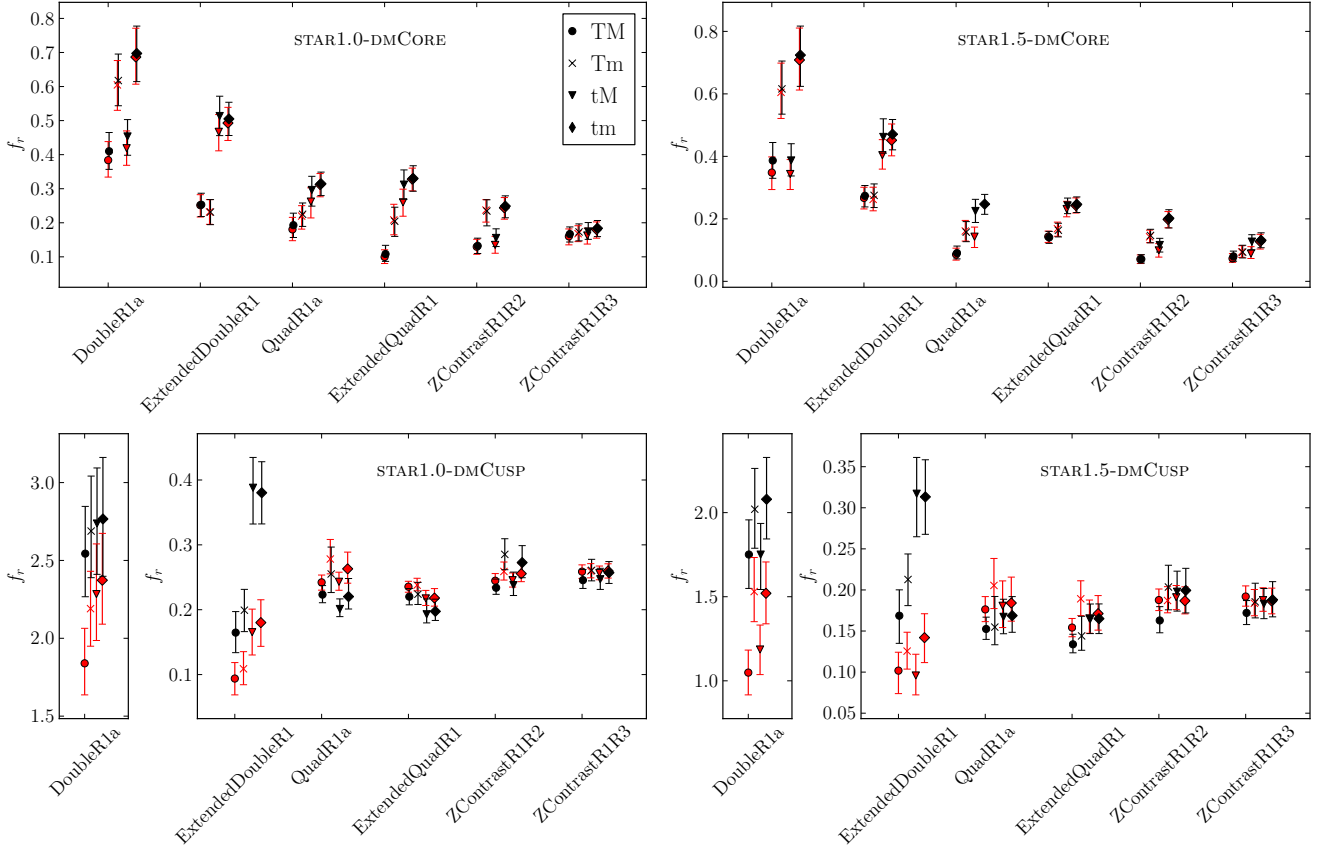 STAR1.0-DMCORE
TM
Tm
tM
tm
f_r
0.8
0.7
0.6
0.5
0.4
0.3
0.2
0.1
DoubleR1a
ExtendedDoubleR1
QuadR1a
ExtendedQuadR1
ZContrastR1R2
ZContrastR1R3
STAR1.5-DMCORE
f_r
0.8
0.6
0.4
0.2
0.0
DoubleR1a
ExtendedDoubleR1
QuadR1a
ExtendedQuadR1
ZContrastR1R2
ZContrastR1R3
f_r
3.0
2.5
2.0
1.5
DoubleR1a
STAR1.0-DMCUSP
f_r
0.4
0.3
0.2
0.1
ExtendedDoubleR1
QuadR1a
ExtendedQuadR1
ZContrastR1R2
ZContrastR1R3
f_r
2.0
1.5
1.0
DoubleR1a
STAR1.5-DMCUSP
f_r
0.35
0.30
0.25
0.20
0.15
0.10
0.05
ExtendedDoubleR1
QuadR1a
ExtendedQuadR1
ZContrastR1R2
ZContrastR1R3